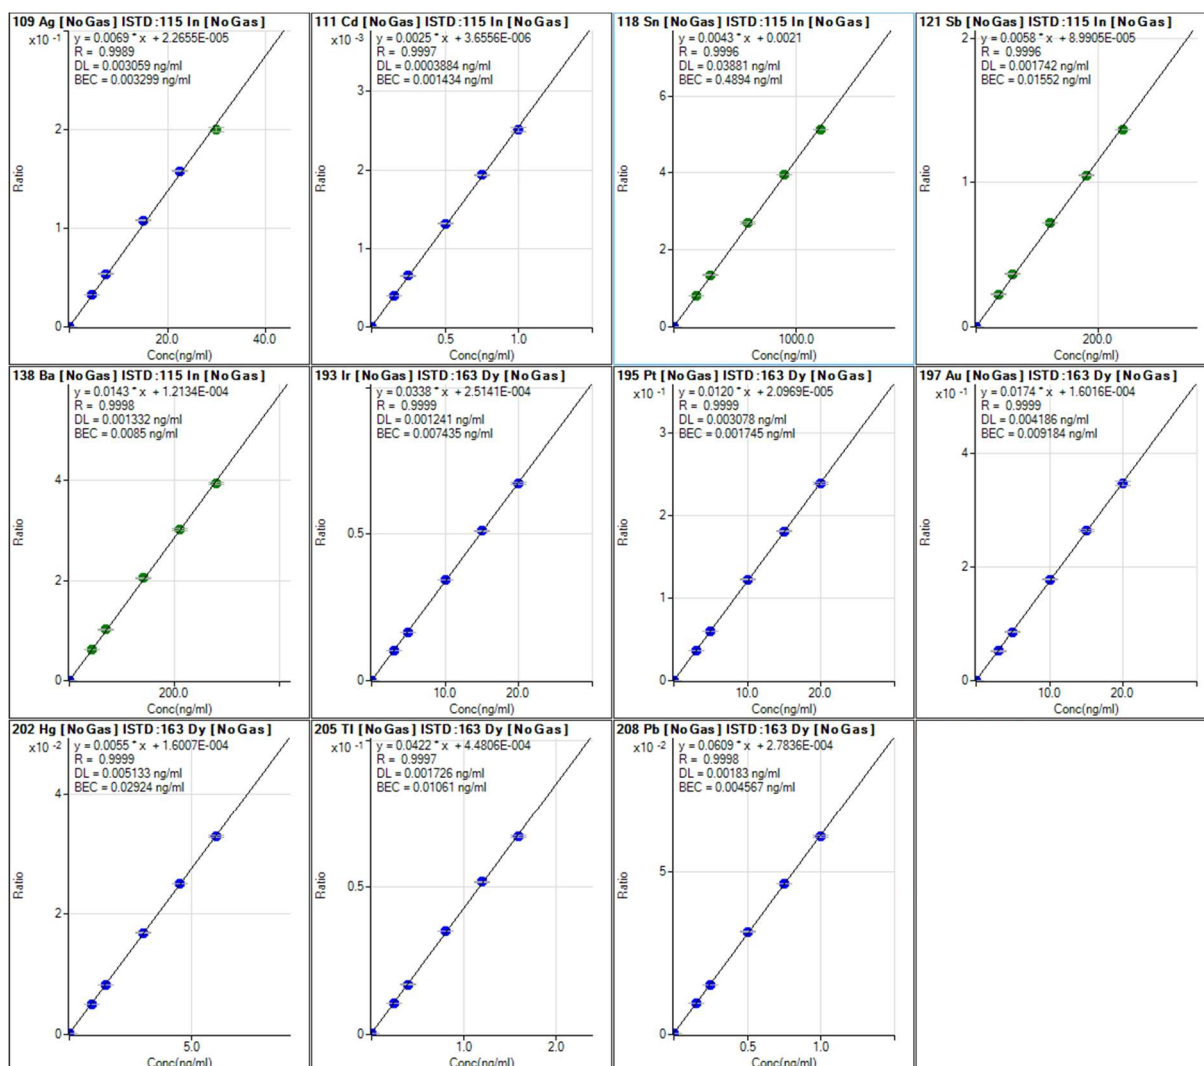 109 Ag [No Gas] ISTD:115 In [No Gas]
x10 -1
y = 0.0069 * x + 2.2655E-005
R = 0.9989
DL = 0.003059 ng/ml
BEC = 0.003299 ng/ml
2
1
0
Ratio
20.0 40.0
Conc(ng/ml)
111 Cd [No Gas] ISTD:115 In [No Gas]
x10 -3
y = 0.0025 * x + 3.6556E-006
R = 0.9997
DL = 0.0003884 ng/ml
BEC = 0.001434 ng/ml
3
2
1
0
Ratio
0.5 1.0
Conc(ng/ml)
118 Sn [No Gas] ISTD:115 In [No Gas]
y = 0.0043 * x + 0.0021
R = 0.9996
DL = 0.03881 ng/ml
BEC = 0.4894 ng/ml
6
4
2
0
Ratio
1000.0
Conc(ng/ml)
121 Sb [No Gas] ISTD:115 In [No Gas]
y = 0.0058 * x + 8.9905E-005
R = 0.9996
DL = 0.001742 ng/ml
BEC = 0.01552 ng/ml
2
1
0
Ratio
200.0
Conc(ng/ml)
138 Ba [No Gas] ISTD:115 In [No Gas]
y = 0.0143 * x + 1.2134E-004
R = 0.9998
DL = 0.001332 ng/ml
BEC = 0.0085 ng/ml
4
2
0
Ratio
200.0
Conc(ng/ml)
193 Ir [No Gas] ISTD:163 Dy [No Gas]
y = 0.0338 * x + 2.5141E-004
R = 0.9999
DL = 0.001241 ng/ml
BEC = 0.007435 ng/ml
0.5
0
Ratio
10.0 20.0
Conc(ng/ml)
195 Pt [No Gas] ISTD:163 Dy [No Gas]
x10 -1
y = 0.0120 * x + 2.0969E-005
R = 0.9999
DL = 0.003078 ng/ml
BEC = 0.001745 ng/ml
3
2
1
0
Ratio
10.0 20.0
Conc(ng/ml)
197 Au [No Gas] ISTD:163 Dy [No Gas]
x10 -1
y = 0.0174 * x + 1.6016E-004
R = 0.9999
DL = 0.004186 ng/ml
BEC = 0.009184 ng/ml
4
2
0
Ratio
10.0 20.0
Conc(ng/ml)
202 Hg [No Gas] ISTD:163 Dy [No Gas]
x10 -2
y = 0.0055 * x + 1.6007E-004
R = 0.9999
DL = 0.005133 ng/ml
BEC = 0.02924 ng/ml
4
2
0
Ratio
5.0
Conc(ng/ml)
205 Tl [No Gas] ISTD:163 Dy [No Gas]
x10 -1
y = 0.0422 * x + 4.4806E-004
R = 0.9997
DL = 0.001726 ng/ml
BEC = 0.01061 ng/ml
0.5
0
Ratio
1.0 2.0
Conc(ng/ml)
208 Pb [No Gas] ISTD:163 Dy [No Gas]
x10 -2
y = 0.0609 * x + 2.7836E-004
R = 0.9998
DL = 0.00183 ng/ml
BEC = 0.004567 ng/ml
5
0
Ratio
0.5 1.0
Conc(ng/ml)